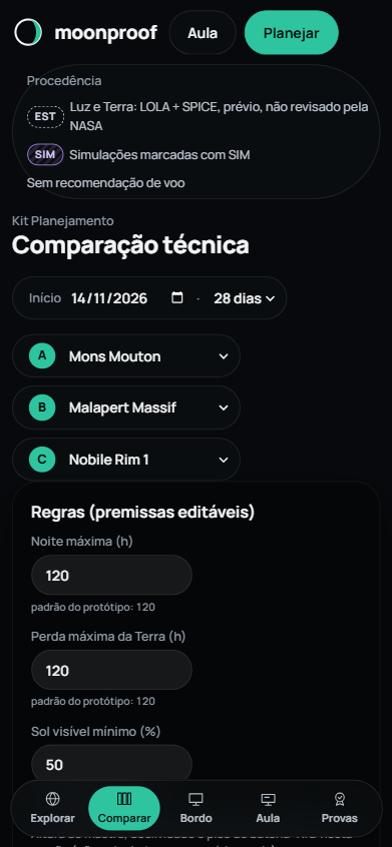 moonproof
Aula
Planejar
Procedência
EST
Luz e Terra: LOLA + SPICE, prévio, não revisado pela
NASA
SIM
Simulações marcadas com SIM
Sem recomendação de voo
Kit Planejamento
Comparação técnica
Início 14/11/2026 · 28 dias
A Mons Mouton
B Malapert Massif
C Nobile Rim 1
Regras (premissas editáveis)
Noite máxima (h)
120
padrão do protótipo: 120
Perda máxima da Terra (h)
120
padrão do protótipo: 120
Sol visível mínimo (%)
50
Explorar
Comparar
Bordo
Aula
Provas